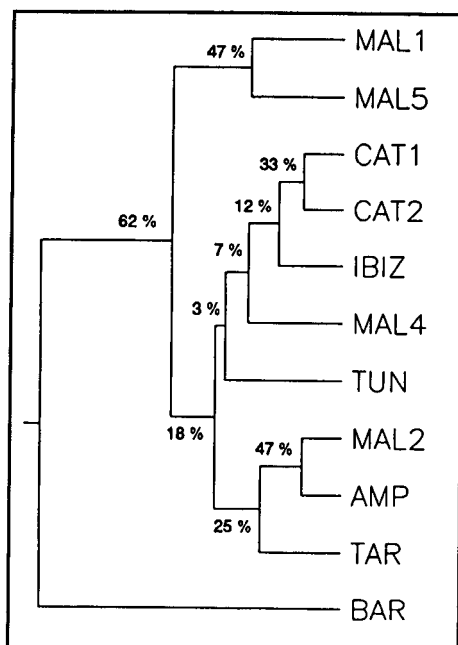 MAL1
47 %
MAL5
CAT1
33 %
CAT2
12 %
62 %
7 %
IBIZ
3 %
MAL4
TUN
18 %
MAL2
47 %
AMP
25 %
TAR
BAR